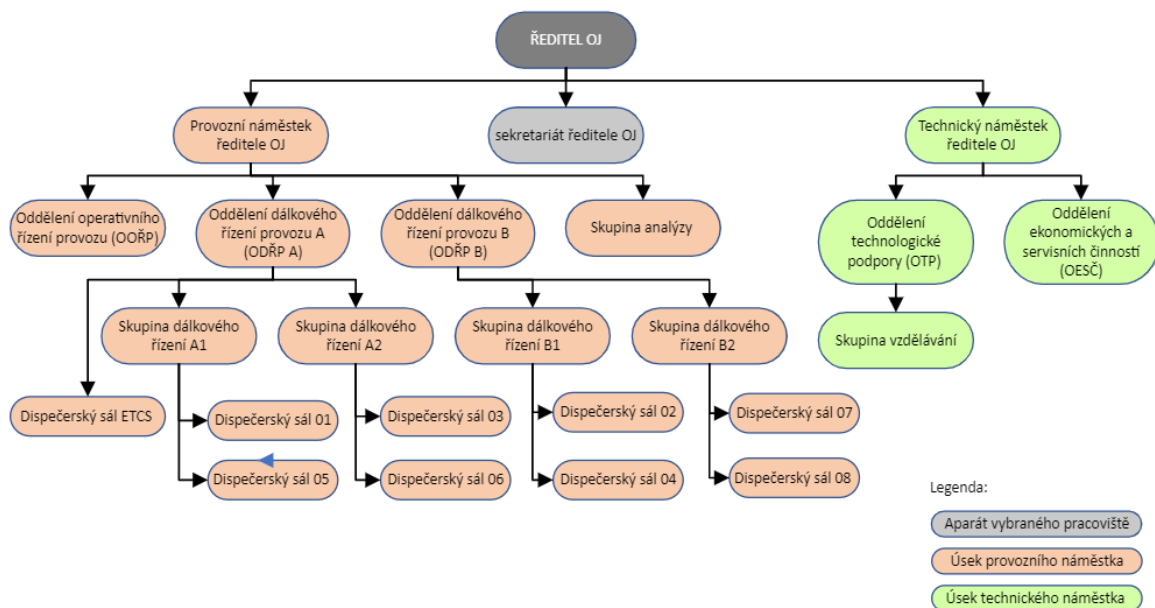 ŘEDITEL OJ
Provozní náměstek
ředitele OJ
sekretariát ředitele OJ
Technický náměstek
ředitele OJ
Oddělení operativního
řízení provozu (OOŘP)
Oddělení dálkového
řízení provozu A
(ODŘP A)
Oddělení dálkového
řízení provozu B
(ODŘP B)
Skupina analýzy
Oddělení
technologické
podpory (OTP)
Oddělení
ekonomických a
servisních činností
(OESČ)
Skupina dálkového
řízení A1
Skupina dálkového
řízení A2
Skupina dálkového
řízení B1
Skupina dálkového
řízení B2
Skupina vzdělávání
Dispečerský sál ETCS
Dispečerský sál 01
Dispečerský sál 03
Dispečerský sál 02
Dispečerský sál 07
Dispečerský sál 05
Dispečerský sál 06
Dispečerský sál 04
Dispečerský sál 08
Legenda:
Aparát vybraného pracoviště
Úsek provozního náměstka
Úsek technického náměstka